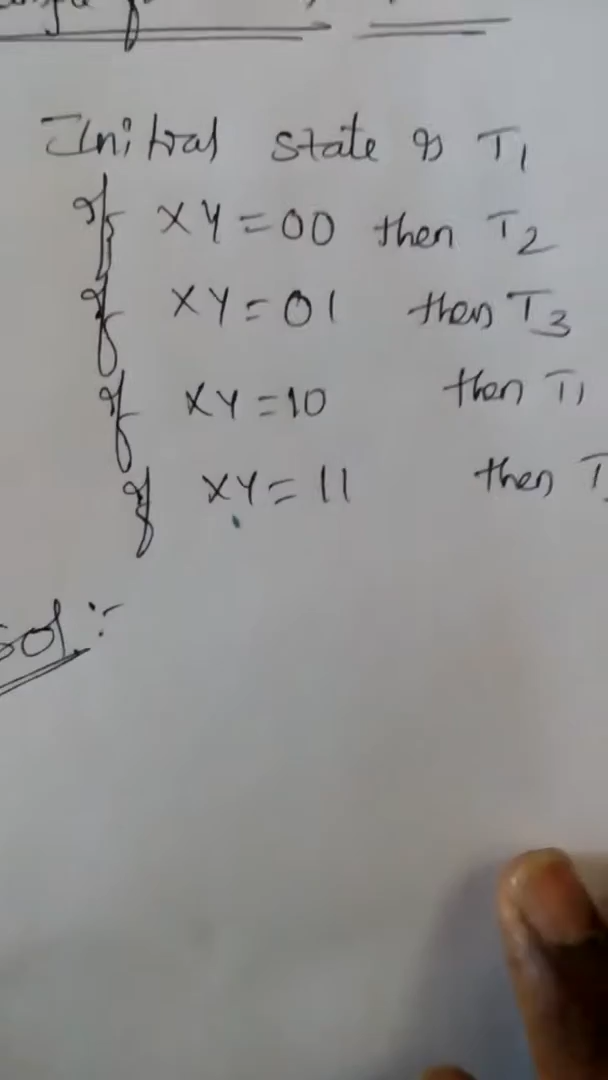 Initial state is T1
if XY=00 then T2
if XY=01 then T3
if XY=10 then T1
if XY=11 then T
Sol:-